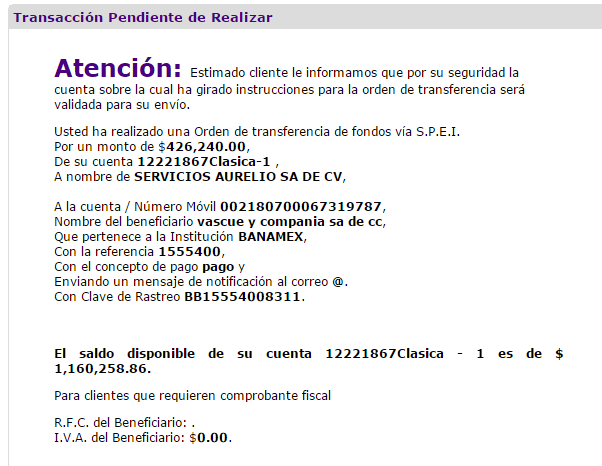 Transacción Pendiente de Realizar
Atención: Estimado cliente le informamos que por su seguridad la
cuenta sobre la cual ha girado instrucciones para la orden de transferencia será
validada para su envío.
Usted ha realizado una Orden de transferencia de fondos vía S.P.E.I.
Por un monto de $426,240.00,
De su cuenta 12221867Clasica-1 ,
A nombre de SERVICIOS AURELIO SA DE CV,
A la cuenta / Número Móvil 002180700067319787,
Nombre del beneficiario vascue y compania sa de cc,
Que pertenece a la Institución BANAMEX,
Con la referencia 1555400,
Con el concepto de pago pago y
Enviando un mensaje de notificación al correo @.
Con Clave de Rastreo BB15554008311.
El saldo disponible de su cuenta 12221867Clasica - 1 es de $
1,160,258.86.
Para clientes que requieren comprobante fiscal
R.F.C. del Beneficiario: .
I.V.A. del Beneficiario: $0.00.